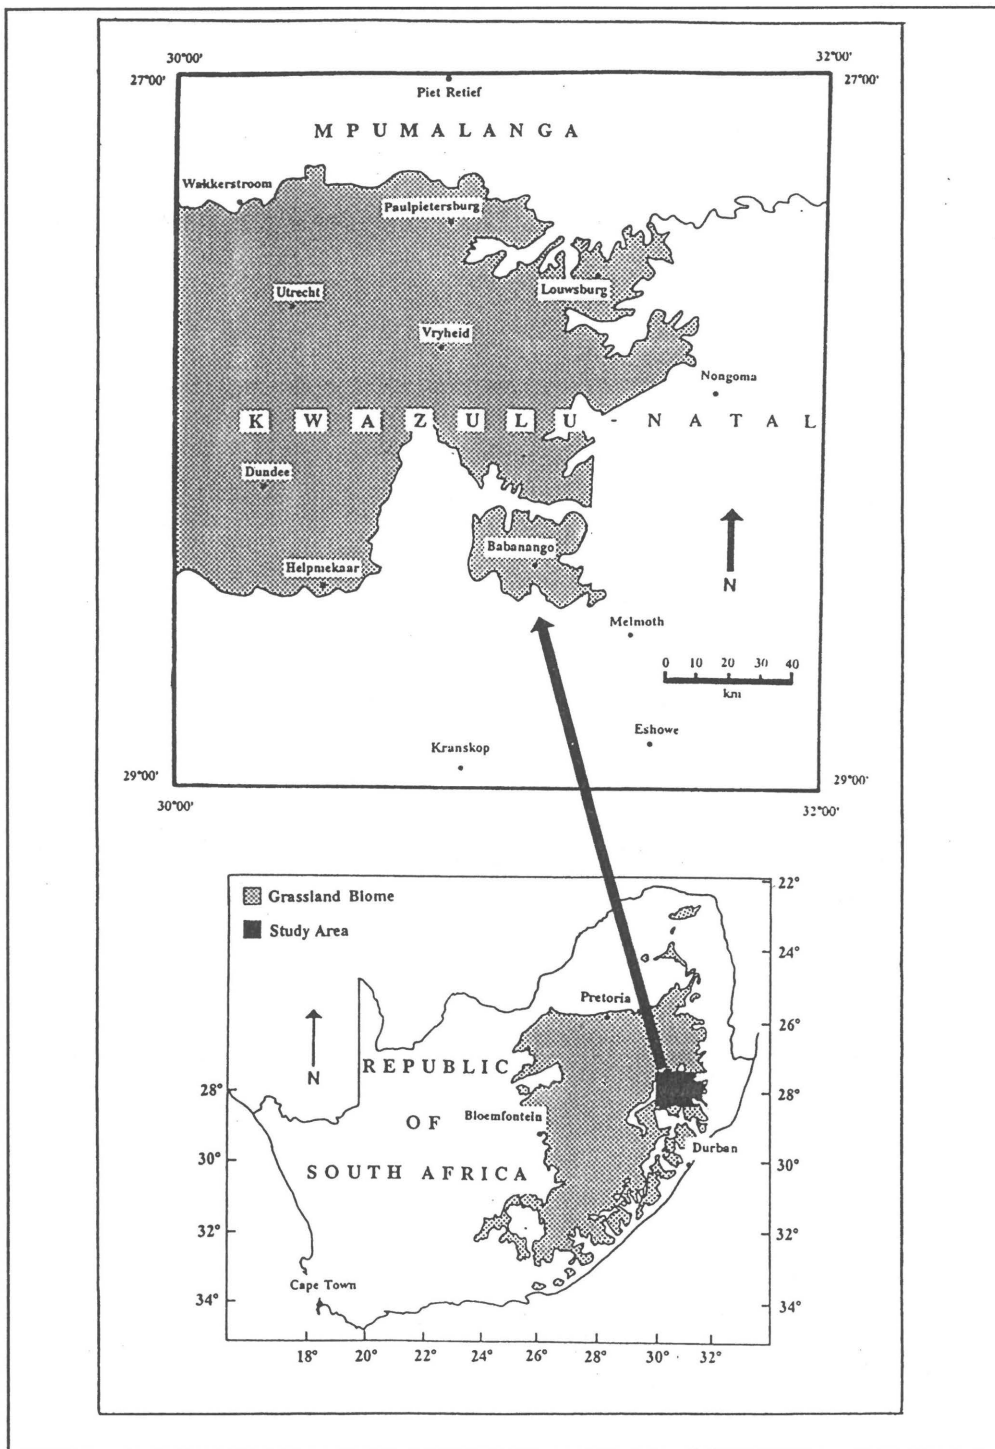 30°00'
32°00'
27°00'
27°00'
Piet Retief
MPUMALANGA
Wakkerstroom
Paulpietersburg
Utrecht
Louwsburg
Vryheid
Nongoma
KWAZULU-NATAL
Dundee
Babanango
Helpmekaar
N
Melmoth
0 10 20 30 40
km
Eshowe
Kranskop
29°00'
29°00'
30°00'
32°00'
Grassland Biome
Study Area
22°
24°
Pretoria
26°
N
REPUBLIC
28°
28°
Bloemfontein
OF
Durban
30°
30°
SOUTH AFRICA
32°
32°
Cape Town
34°
34°
18° 20° 22° 24° 26° 28° 30° 32°